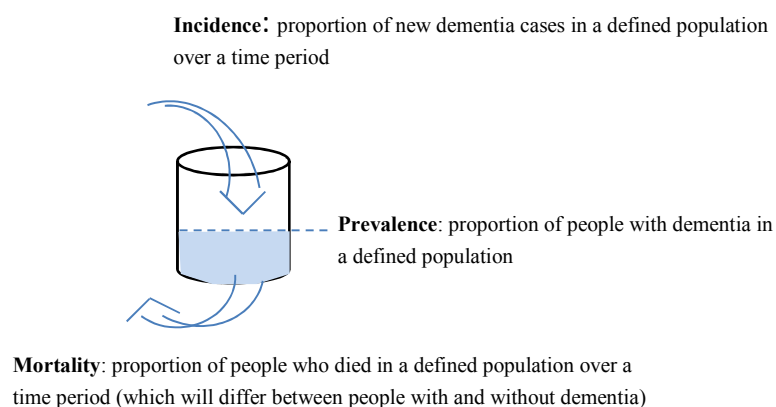 Incidence: proportion of new dementia cases in a defined population
over a time period
Prevalence: proportion of people with dementia in
a defined population
Mortality: proportion of people who died in a defined population over a
time period (which will differ between people with and without dementia)